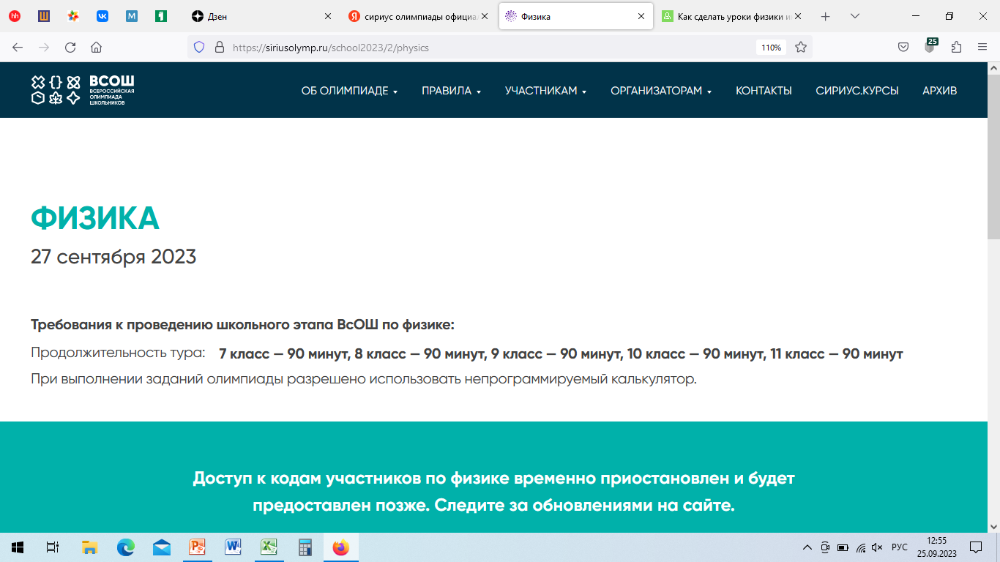 Дзен
сириус олимпиады официал
Физика
Как сделать уроки физики и
https://siriusolymp.ru/school2023/2/physics
110%
25
ВСОШ
ВСЕРОССИЙСКАЯ
ОЛИМПИАДА
ШКОЛЬНИКОВ
ОБ ОЛИМПИАДЕ
ПРАВИЛА
УЧАСТНИКАМ
ОРГАНИЗАТОРАМ
КОНТАКТЫ
СИРИУС.КУРСЫ
АРХИВ
ФИЗИКА
27 сентября 2023
Требования к проведению школьного этапа ВсОШ по физике:
Продолжительность тура: 7 класс — 90 минут, 8 класс — 90 минут, 9 класс — 90 минут, 10 класс — 90 минут, 11 класс — 90 минут
При выполнении заданий олимпиады разрешено использовать непрограммируемый калькулятор.
Доступ к кодам участников по физике временно приостановлен и будет
предоставлен позже. Следите за обновлениями на сайте.
РУС
12:55
25.09.2023